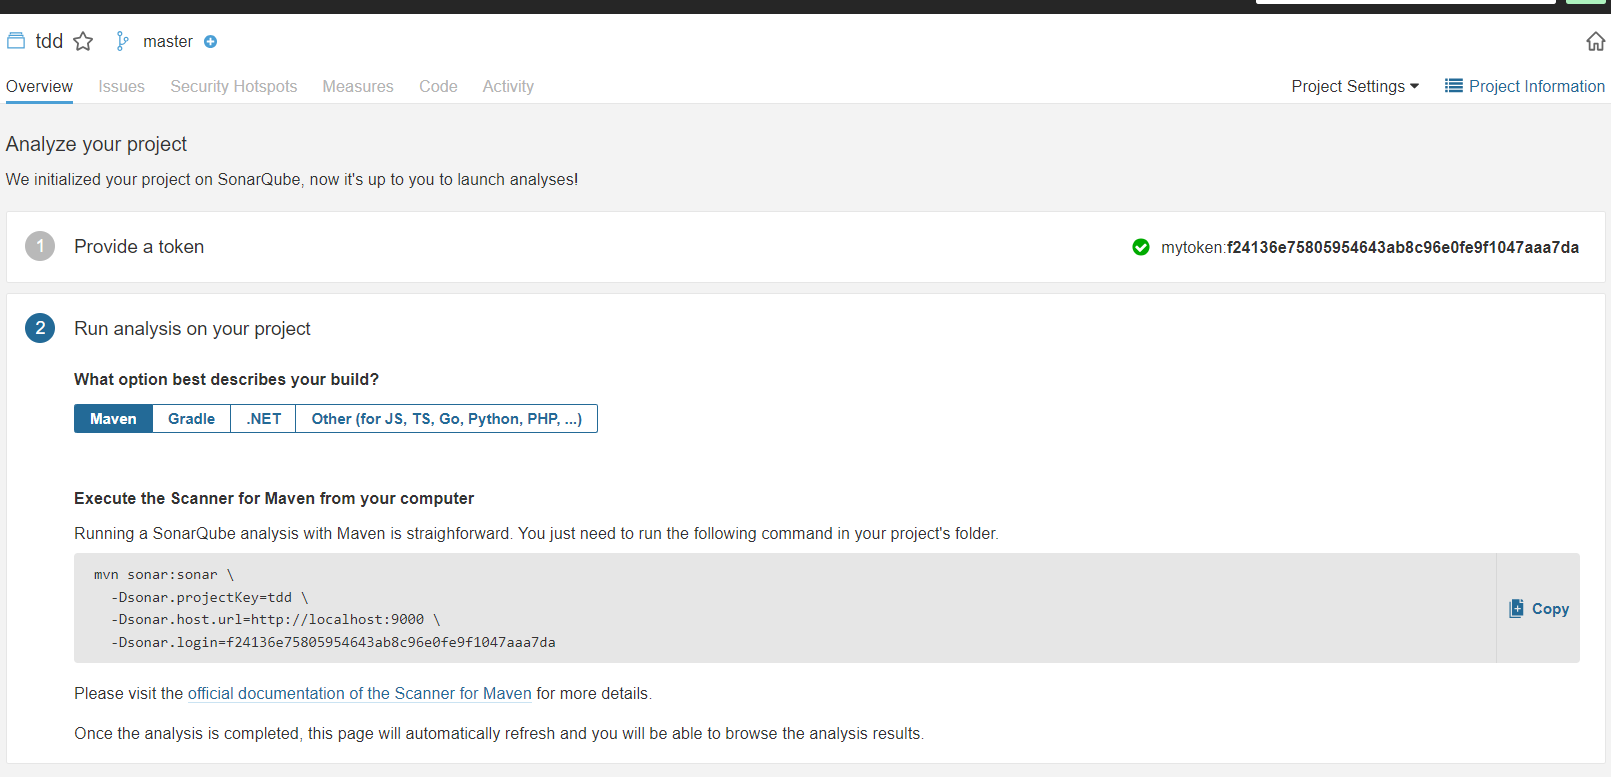 tdd master
Overview Issues Security Hotspots Measures Code Activity Project Settings Project Information
Analyze your project
We initialized your project on SonarQube, now it's up to you to launch analyses!
1 Provide a token mytoken:f24136e75805954643ab8c96e0fe9f1047aaa7da
2 Run analysis on your project
What option best describes your build?
Maven Gradle .NET Other (for JS, TS, Go, Python, PHP, ...)
Execute the Scanner for Maven from your computer
Running a SonarQube analysis with Maven is straighforward. You just need to run the following command in your project's folder.
mvn sonar:sonar \
-Dsonar.projectKey=tdd \
-Dsonar.host.url=http://localhost:9000 \
-Dsonar.login=f24136e75805954643ab8c96e0fe9f1047aaa7da
Copy
Please visit the official documentation of the Scanner for Maven for more details.
Once the analysis is completed, this page will automatically refresh and you will be able to browse the analysis results.